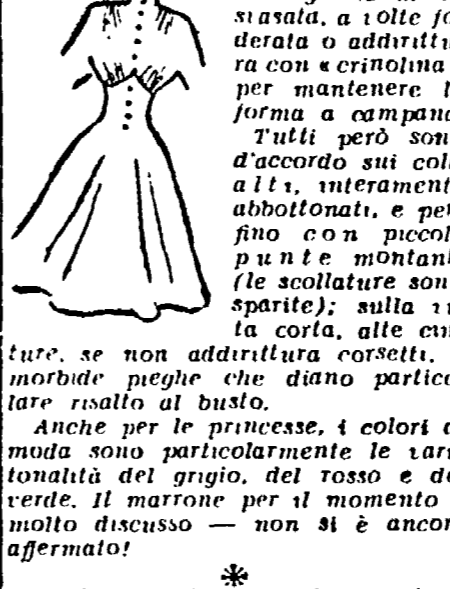 siasata, a volte fo
derata o addirittu
ra con « crinolina
per mantenere l
forma a campana
Tutti però son
d'accordo sui coll
alti, interament
abbottonati, e per
fino con piccol
punte montant
(le scollature son
sparite); sulla vi
ta corta, alte cin
ture, se non addirittura corsetti,
morbide pieghe che diano partico
lare risalto al busto.
Anche per le princesse, i colori d
moda sono particolarmente le vari
tonalità del grigio, del rosso e de
verde. Il marrone per il momento
molto discusso — non si è ancor
affermato!